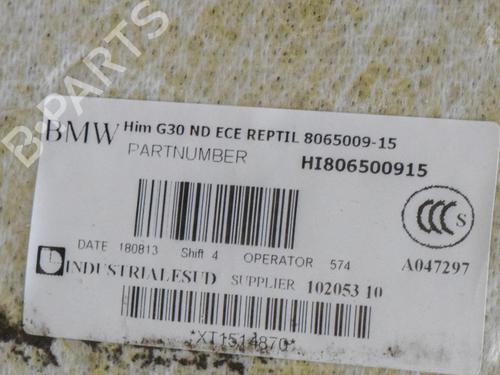 B-PARTS
BMW Him G30 ND ECE REPTIL 8065009-15
PARTNUMBER HI806500915
CCC S
DATE 180813 Shift 4 OPERATOR 574 A047297
INDUSTRIALESUD SUPPLIER 102053 10
*XT1514870*